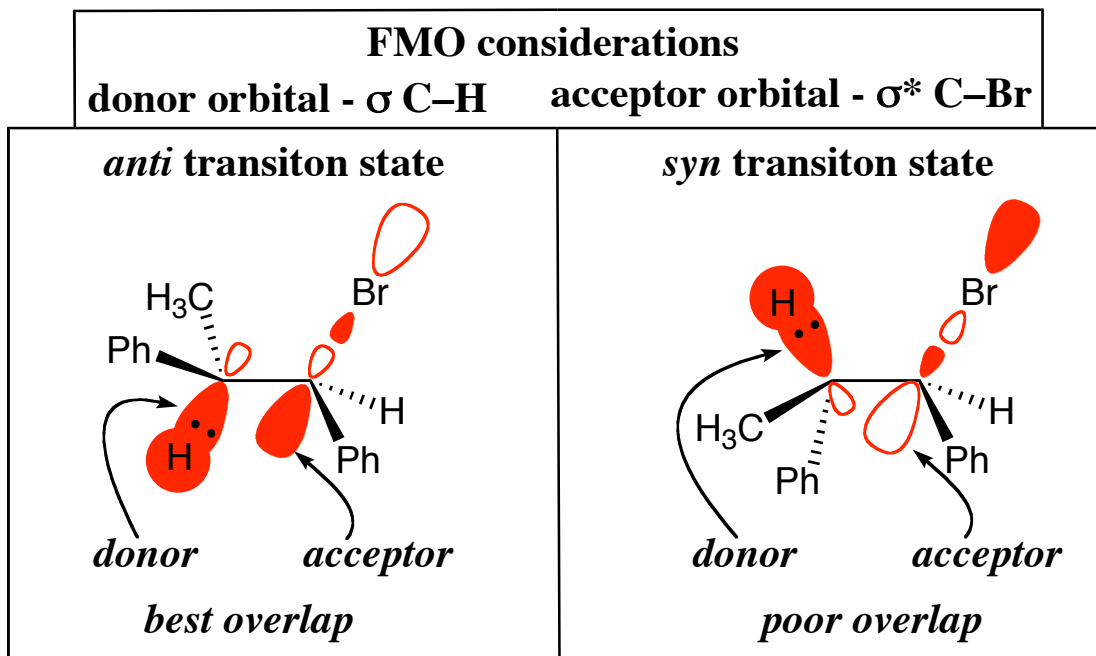 FMO considerations
donor orbital - σ C–H acceptor orbital - σ* C–Br
anti transiton state
H3C
Br
Ph
H
H
Ph
donor
acceptor
best overlap
syn transiton state
H
Br
H3C
H
Ph
Ph
donor
acceptor
poor overlap